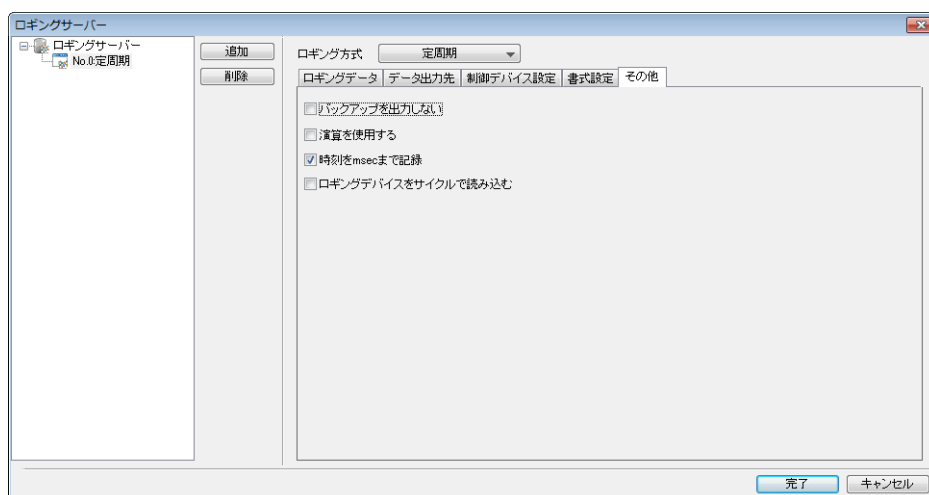 ロギングサーバー
ロギングサーバー
No.0:定周期
追加
削除
ロギング方式 定周期
ロギングデータ データ出力先 制御デバイス設定 書式設定 その他
バックアップを出力しない
演算を使用する
時刻をmsecまで記録
ロギングデバイスをサイクルで読み込む
完了 キャンセル